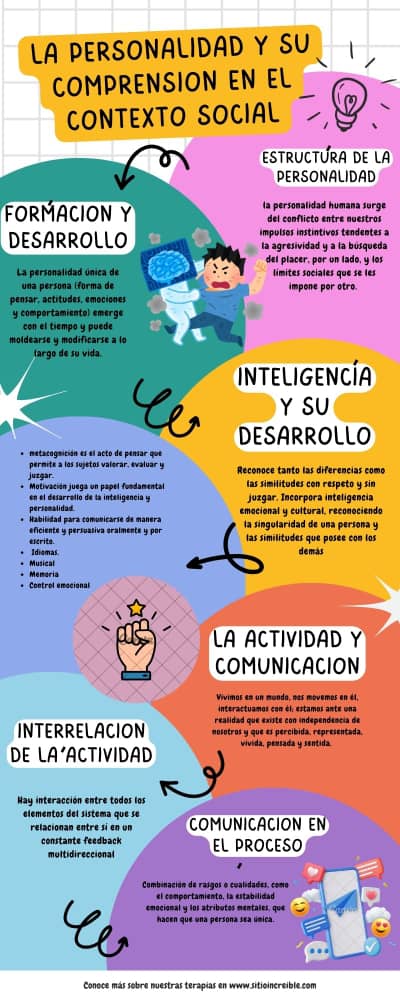 LA PERSONALIDAD Y SU
COMPRENSION EN EL
CONTEXTO SOCIAL
ESTRUCTURA DE LA
PERSONALIDAD
la personalidad humana surge
del conflicto entre nuestros
impulsos instintivos tendentes a
la agresividad y a la búsqueda
del placer, por un lado, y los
límites sociales que se les
impone por otro.
FORMACION Y
DESARROLLO
La personalidad única de
una persona (forma de
pensar, actitudes, emociones
y comportamiento) emerge
con el tiempo y puede
moldearse y modificarse a lo
largo de su vida.
INTELIGENCÍA
Y SU
DESARROLLO
Reconoce tanto las diferencias como
las similitudes con respeto y sin
juzgar. Incorpora inteligencia
emocional y cultural, reconociendo
la singularidad de una persona y
las similitudes que posee con los
demás
• metacognición es el acto de pensar que
permite a los sujetos valorar, evaluar y
juzgar.
• Motivación juega un papel fundamental
en el desarrollo de la inteligencia y
personalidad.
• Habilidad para comunicarse de manera
eficiente y persuasiva oralmente y por
escrito.
• Idiomas.
• Musical
• Memoria
• Control emocional
LA ACTIVIDAD Y
COMUNICACION
Vivimos en un mundo, nos movemos en él,
interactuamos con él; estamos ante una
realidad que existe con independencia de
nosotros y que es percibida, representada,
vivida, pensada y sentida.
INTERRELACION
DE LA ACTIVIDAD
Hay interacción entre todos los
elementos del sistema que se
relacionan entre sí en un
constante feedback
multidireccional
COMUNICACION EN
EL PROCESO
Combinación de rasgos o cualidades, como
el comportamiento, la estabilidad
emocional y los atributos mentales, que
hacen que una persona sea única.
Conoce más sobre nuestras terapias en www.sitioincreible.com